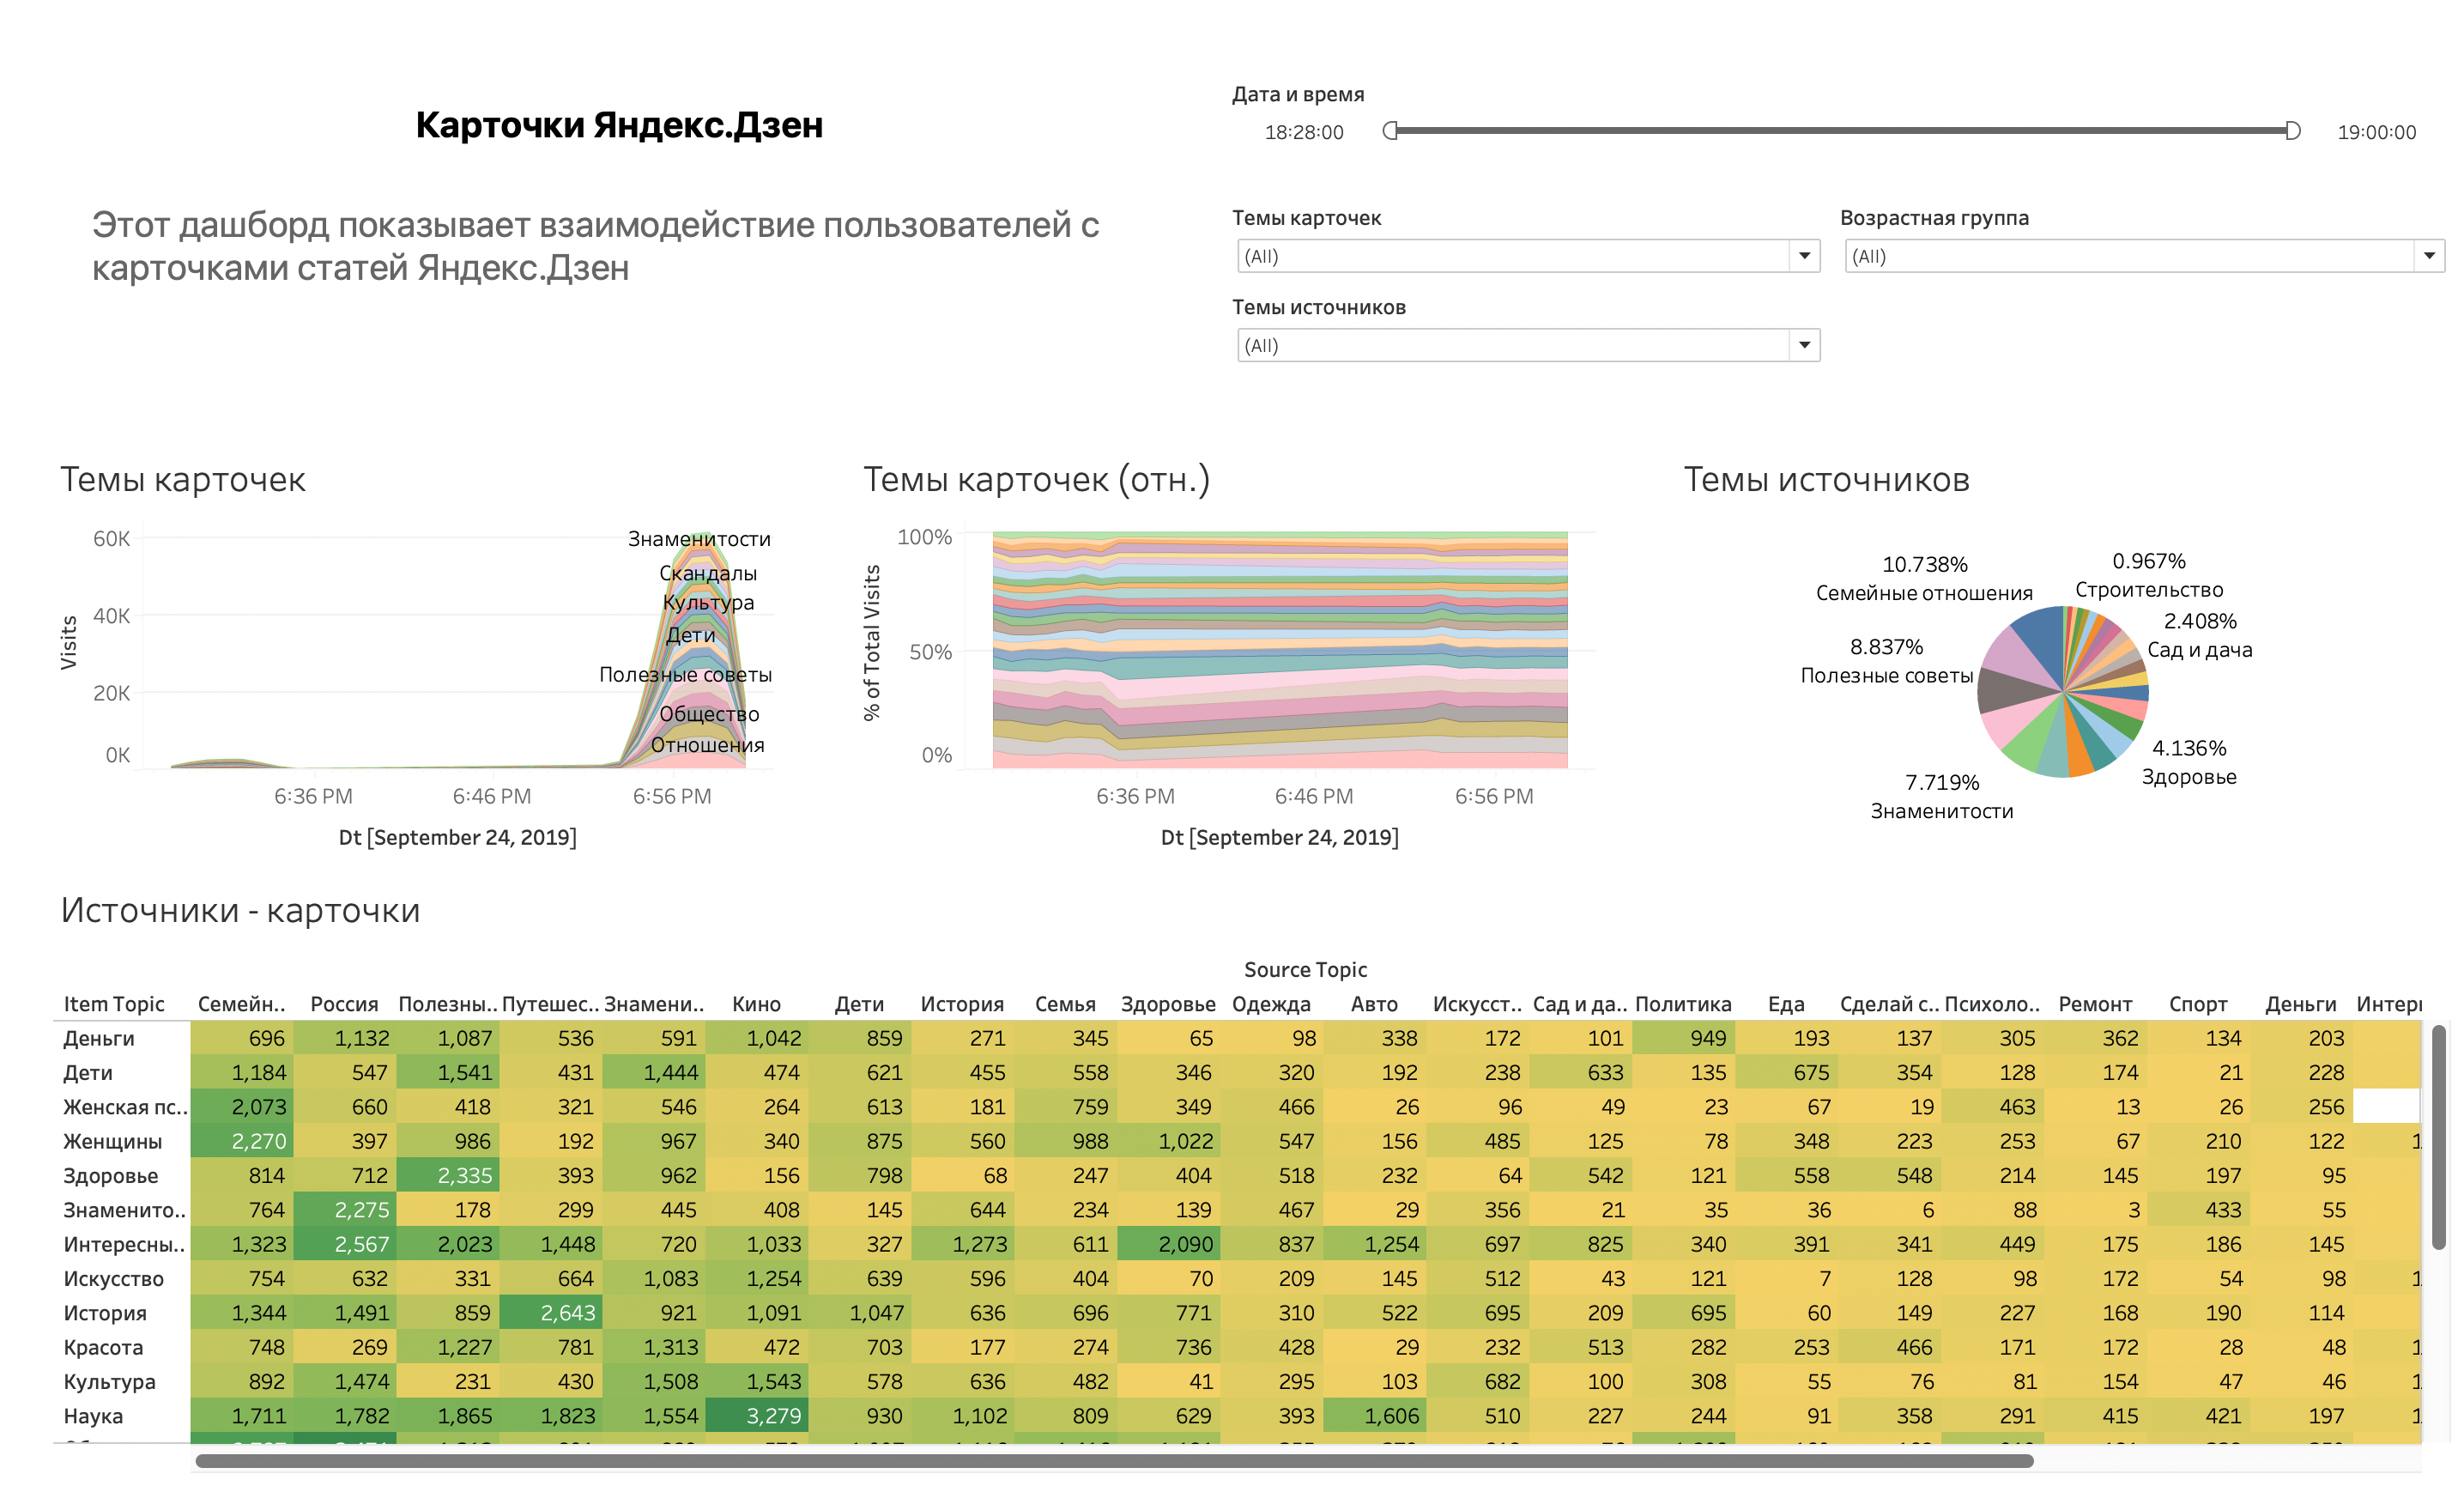 Карточки Яндекс.Дзен
Этот дашборд показывает взаимодействие пользователей с
карточками статей Яндекс.Дзен
Дата и время
18:28:00 19:00:00
Темы карточек Возрастная группа
(All) (All)
Темы источников
(All)
Темы карточек
60K
40K
20K
0K
Visits
Знаменитости
Скандалы
Культура
Дети
Полезные советы
Общество
Отношения
6:36 PM 6:46 PM 6:56 PM
Dt [September 24, 2019]
Темы карточек (отн.)
100%
50%
0%
% of Total Visits
6:36 PM 6:46 PM 6:56 PM
Dt [September 24, 2019]
Темы источников
10.738%
Семейные отношения
0.967%
Строительство
2.408%
Сад и дача
8.837%
Полезные советы
4.136%
Здоровье
7.719%
Знаменитости
Источники - карточки
Source Topic
Item Topic Семейн.. Россия Полезны.. Путешес.. Знамени.. Кино Дети История Семья Здоровье Одежда Авто Искусст.. Сад и да.. Политика Еда Сделай с.. Психоло.. Ремонт Спорт Деньги
Деньги 696 1,132 1,087 536 591 1,042 859 271 345 65 98 338 172 101 949 193 137 305 362 134 203
Дети 1,184 547 1,541 431 1,444 474 621 455 558 346 320 192 238 633 135 675 354 128 174 21 228
Женская пс.. 2,073 660 418 321 546 264 613 181 759 349 466 26 96 49 23 67 19 463 13 26 256
Женщины 2,270 397 986 192 967 340 875 560 988 1,022 547 156 485 125 78 348 223 253 67 210 122
Здоровье 814 712 2,335 393 962 156 798 68 247 404 518 232 64 542 121 558 548 214 145 197 95
Знаменито.. 764 2,275 178 299 445 408 145 644 234 139 467 29 356 21 35 36 6 88 3 433 55
Интересны.. 1,323 2,567 2,023 1,448 720 1,033 327 1,273 611 2,090 837 1,254 697 825 340 391 341 449 175 186 145
Искусство 754 632 331 664 1,083 1,254 639 596 404 70 209 145 512 43 121 7 128 98 172 54 98
История 1,344 1,491 859 2,643 921 1,091 1,047 636 696 771 310 522 695 209 695 60 149 227 168 190 114
Красота 748 269 1,227 781 1,313 472 703 177 274 736 428 29 232 513 282 253 466 171 172 28 48
Культура 892 1,474 231 430 1,508 1,543 578 636 482 41 295 103 682 100 308 55 76 81 154 47 46
Наука 1,711 1,782 1,865 1,823 1,554 3,279 930 1,102 809 629 393 1,606 510 227 244 91 358 291 415 421 197